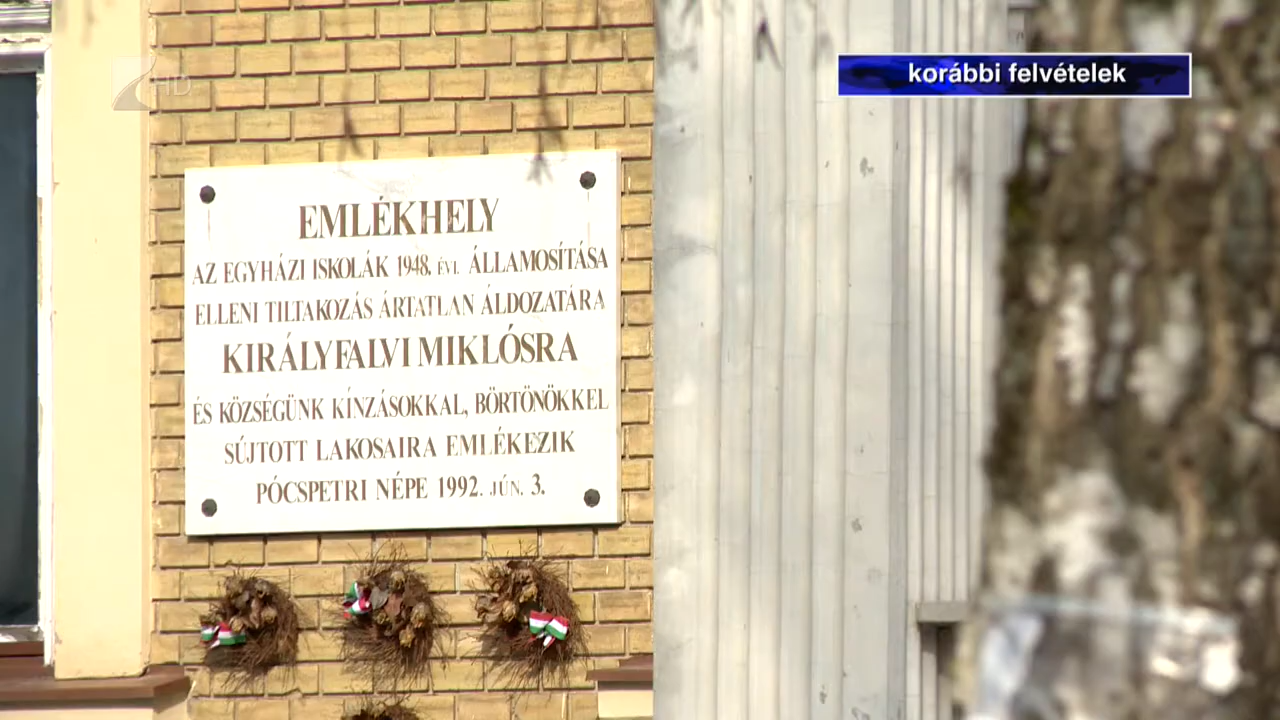 HD
korábbi felvételek
EMLÉKHELY
AZ EGYHÁZI ISKOLÁK 1948. ÉVI. ÁLLAMOSÍTÁSA
ELLENI TILTAKOZÁS ÁRTATLAN ÁLDOZATÁRA
KIRÁLYFALVI MIKLÓSRA
ÉS KÖZSÉGÜNK KÍNZÁSOKKAL, BÖRTÖNÖKKEL
SÚJTOTT LAKOSAIRA EMLÉKEZIK
PÓCSPETRI NÉPE 1992. JÚN. 3.